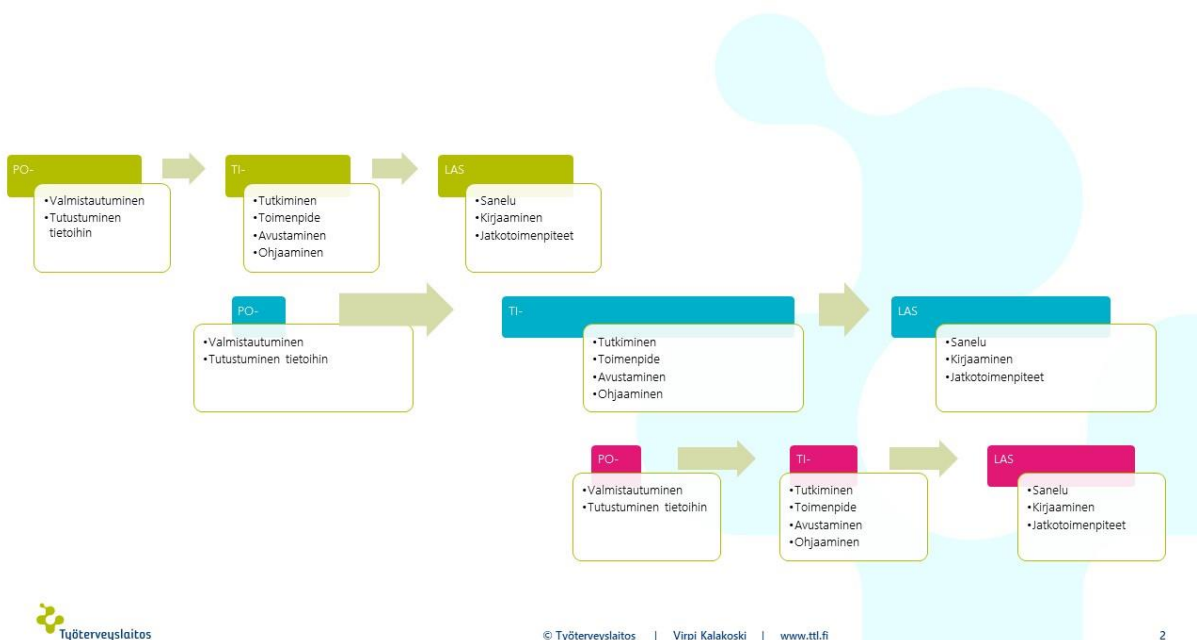 PO-
•Valmistautuminen
•Tutustuminen
tietoihin
TI-
•Tutkiminen
•Toimenpide
•Avustaminen
•Ohjaaminen
LAS
•Sanelu
•Kirjaaminen
•Jatkotoimenpiteet
PO-
•Valmistautuminen
•Tutustuminen tietoihin
TI-
•Tutkiminen
•Toimenpide
•Avustaminen
•Ohjaaminen
LAS
•Sanelu
•Kirjaaminen
•Jatkotoimenpiteet
PO-
•Valmistautuminen
•Tutustuminen tietoihin
TI-
•Tutkiminen
•Toimenpide
•Avustaminen
•Ohjaaminen
LAS
•Sanelu
•Kirjaaminen
•Jatkotoimenpiteet
Työterveyslaitos
© Työterveyslaitos | Virpi Kalakoski | www.ttl.fi
2